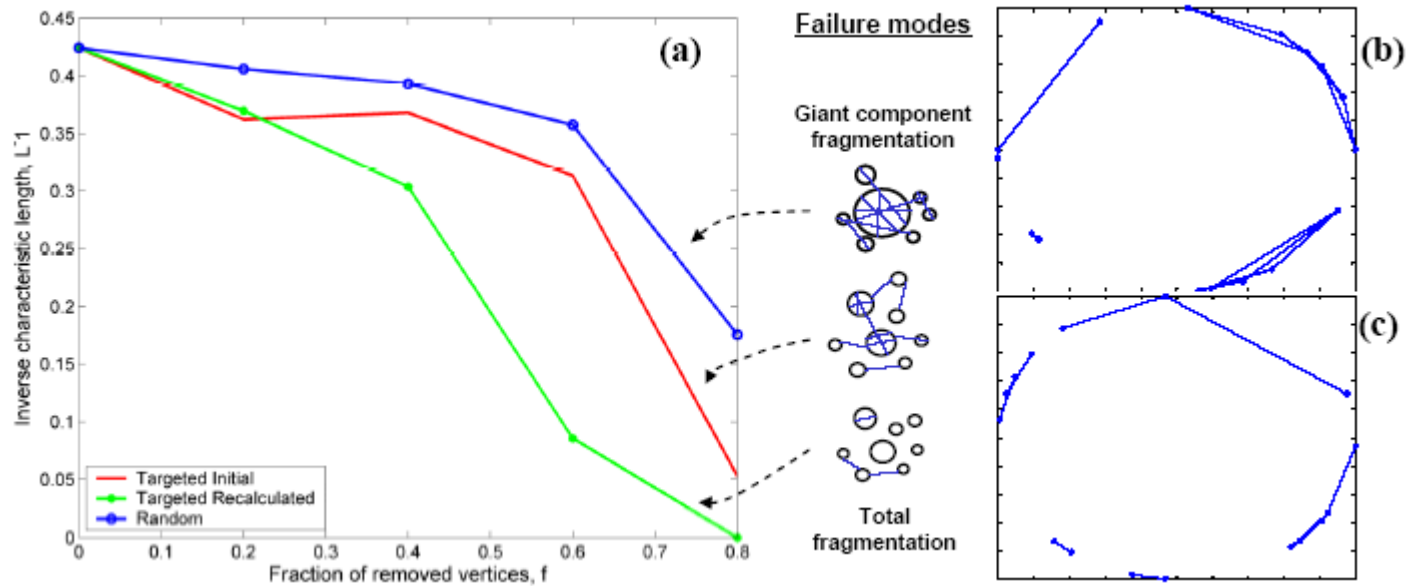 0.45
0.4
0.35
0.3
0.25
0.2
0.15
0.1
0.05
0
Inverse characteristic length, L^-1
(a)
Targeted Initial
Targeted Recalculated
Random
0 0.1 0.2 0.3 0.4 0.5 0.6 0.7 0.8
Fraction of removed vertices, f
Failure modes
Giant component
fragmentation
Total
fragmentation
(b)
(c)